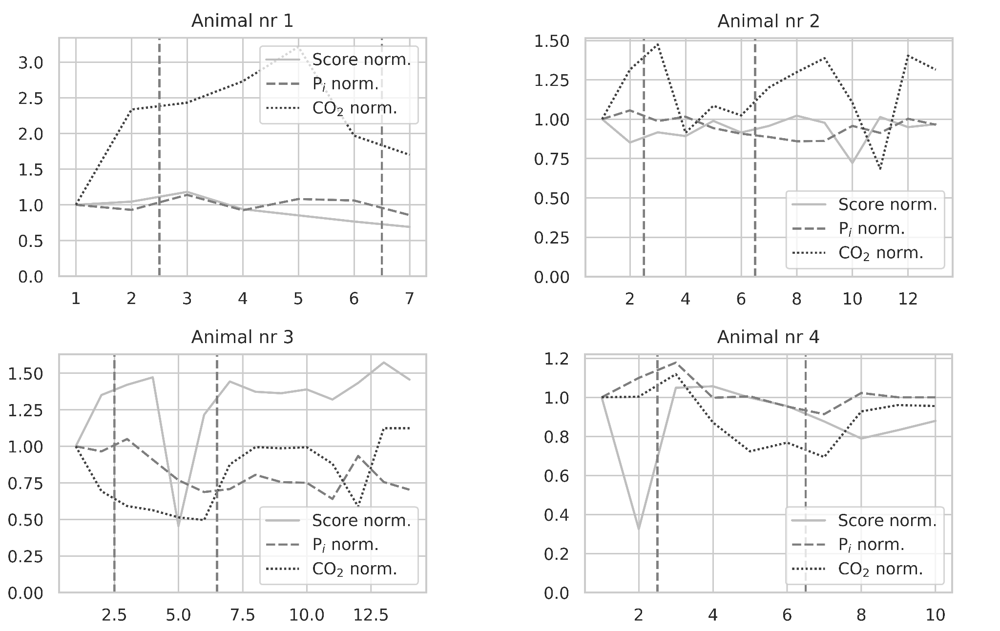 Animal nr 1
3.0
2.5
2.0
1.5
1.0
0.5
0.0
1 2 3 4 5 6 7
Score norm.
Pi norm.
CO2 norm.
Animal nr 2
1.50
1.25
1.00
0.75
0.50
0.25
0.00
2 4 6 8 10 12
Score norm.
Pi norm.
CO2 norm.
Animal nr 3
1.50
1.25
1.00
0.75
0.50
0.25
0.00
2.5 5.0 7.5 10.0 12.5
Score norm.
Pi norm.
CO2 norm.
Animal nr 4
1.2
1.0
0.8
0.6
0.4
0.2
0.0
2 4 6 8 10
Score norm.
Pi norm.
CO2 norm.